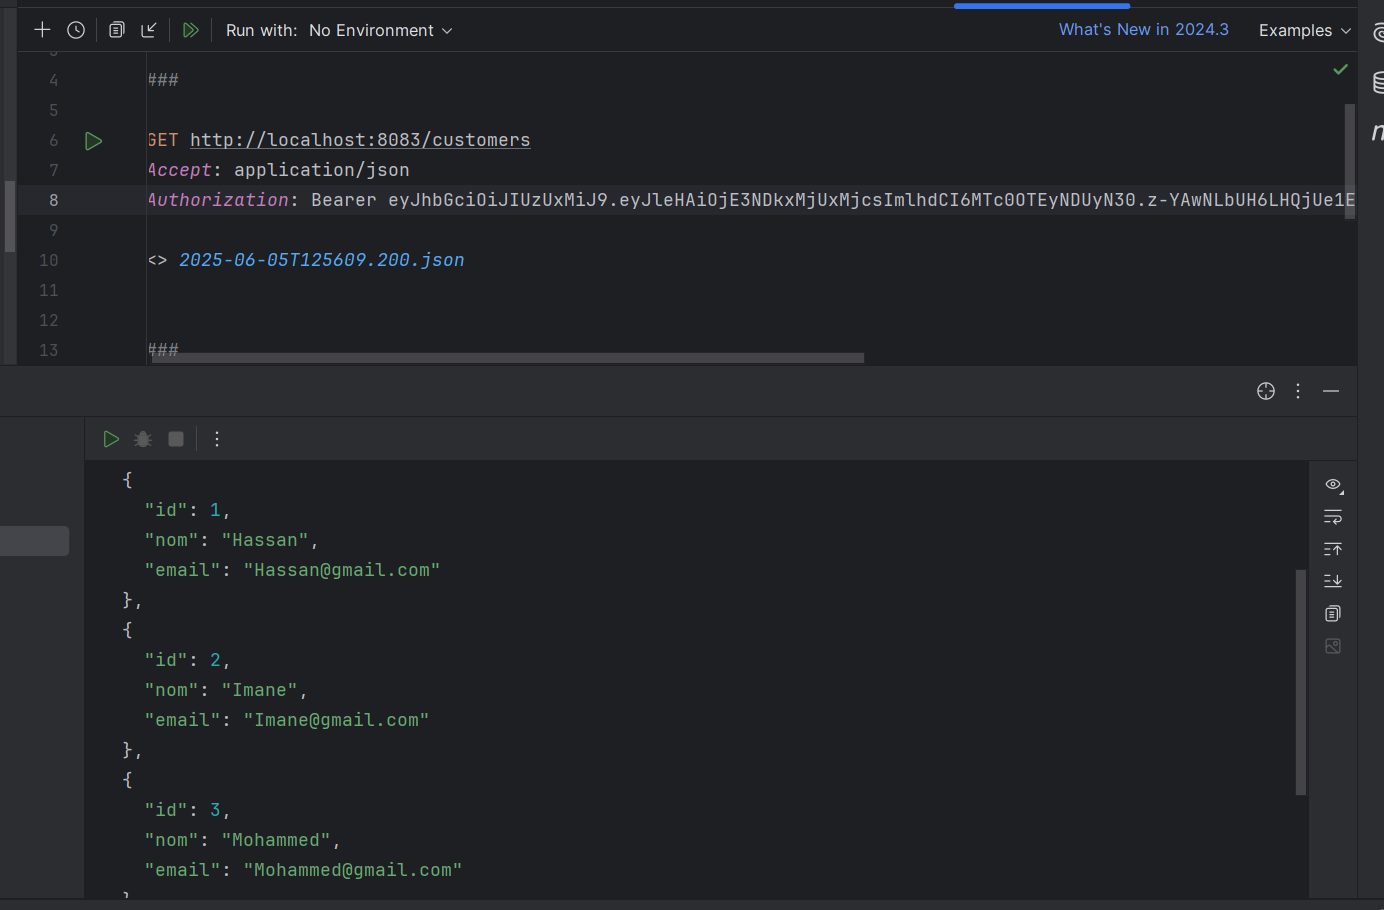 Run with: No Environment What's New in 2024.3 Examples
4 ###
5
6 GET http://localhost:8083/customers
7 Accept: application/json
8 Authorization: Bearer eyJhbGciOiJIUzUxMiJ9.eyJleHAiOjE3NDkxMjUxMjcsImlhdCI6MTc0OTEyNDUyN30.z-YAwNLbUH6LHQjUe1E
9
10 <> 2025-06-05T125609.200.json
11
12
13 ###
{
"id": 1,
"nom": "Hassan",
"email": "Hassan@gmail.com"
},
{
"id": 2,
"nom": "Imane",
"email": "Imane@gmail.com"
},
{
"id": 3,
"nom": "Mohammed",
"email": "Mohammed@gmail.com"